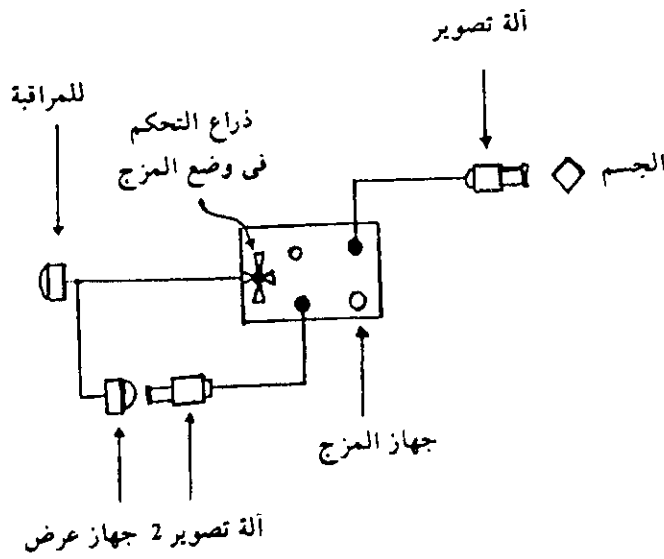 آلة تصوير
للمراقبة
ذراع التحكم
فى وضع المزج
الجسم
جهاز المزج
آلة تصوير 2 جهاز عرض